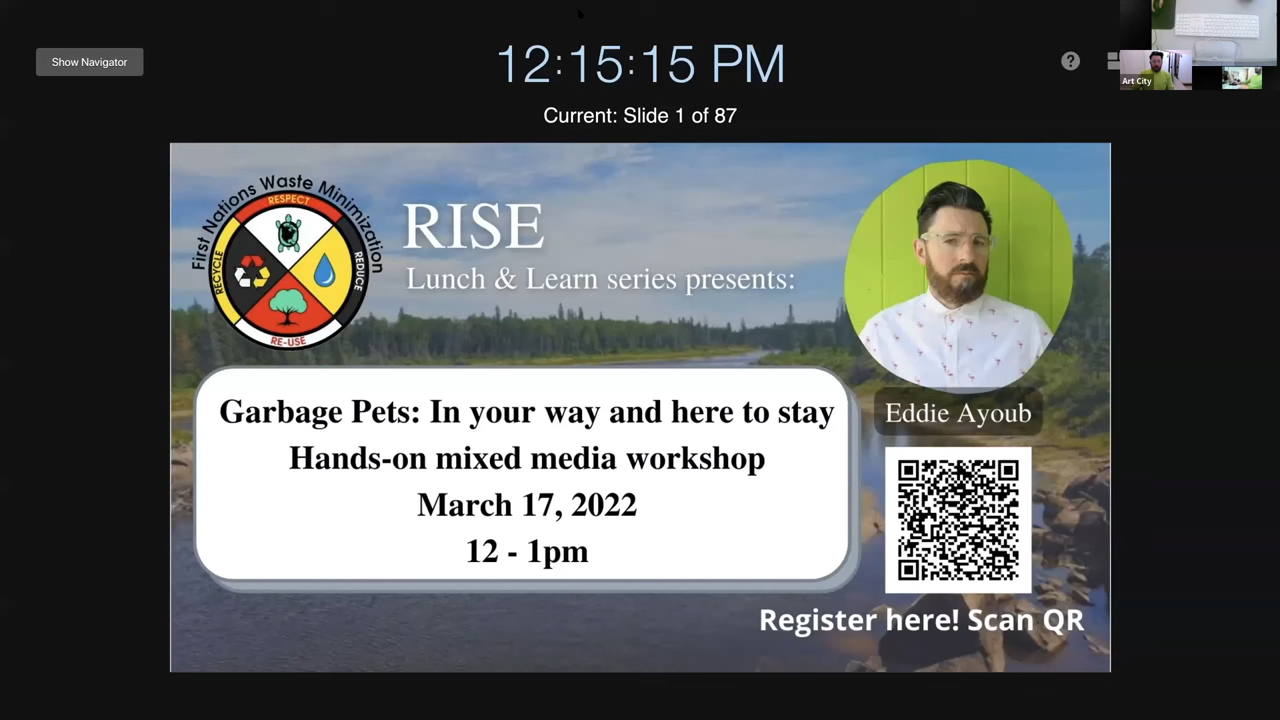 Show Navigator
12:15:15 PM
?
Current: Slide 1 of 87
Art City
First Nations Waste Minimization
RESPECT
RECYCLE
REDUCE
RE-USE
RISE
Lunch & Learn series presents:
Garbage Pets: In your way and here to stay
Hands-on mixed media workshop
March 17, 2022
12 - 1pm
Eddie Ayoub
Register here! Scan QR